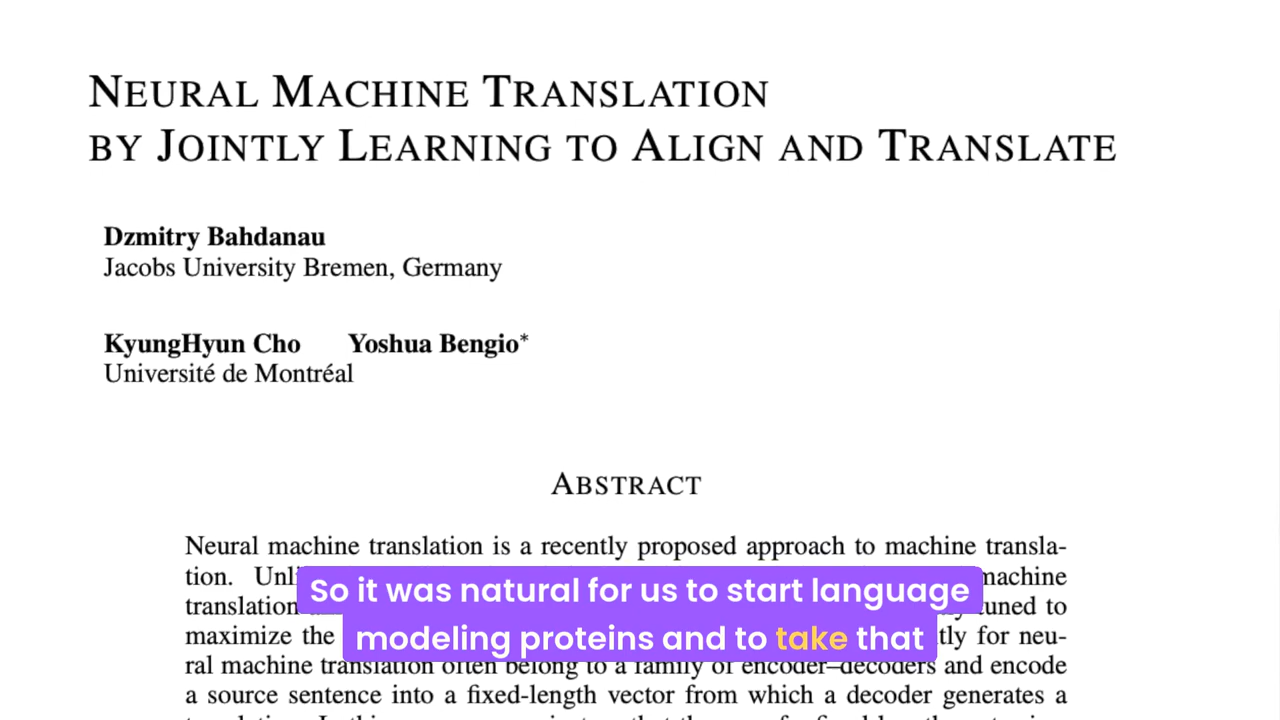 NEURAL MACHINE TRANSLATION
BY JOINTLY LEARNING TO ALIGN AND TRANSLATE
Dzmitry Bahdanau
Jacobs University Bremen, Germany
KyungHyun Cho Yoshua Bengio*
Université de Montréal
ABSTRACT
Neural machine translation is a recently proposed approach to machine transla-
tion. machine
translation tuned to
maximize the for neu-
ral machine translation often belong to a family of encoder–decoders and encode
a source sentence into a fixed-length vector from which a decoder generates a
So it was natural for us to start language
modeling proteins and to take that